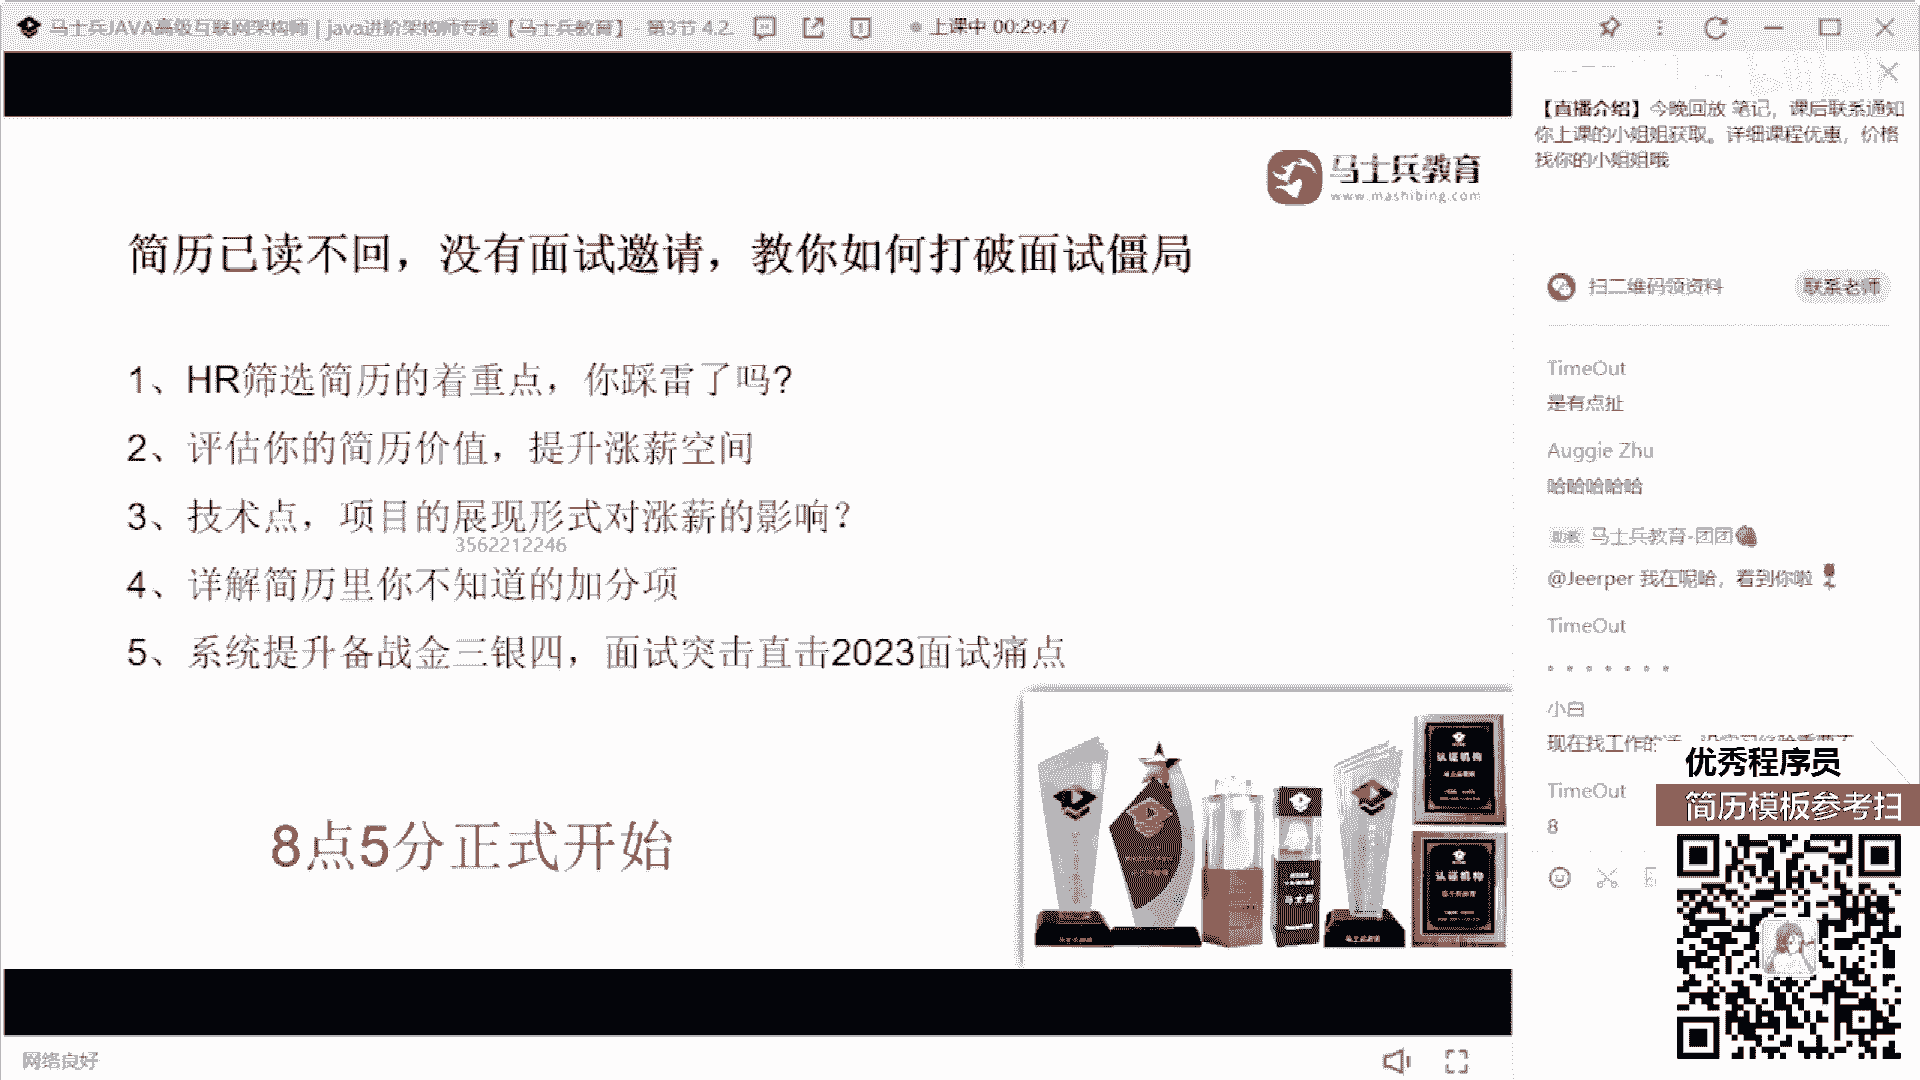 马士兵JAVA高级互联网架构师 | java进阶架构师专题【马士兵教育】 - 第3节 4.2.
上课中 00:29:47
马士兵教育
www.mashibing.com
简历已读不回，没有面试邀请，教你如何打破面试僵局
1、HR筛选简历的着重点，你踩雷了吗?
2、评估你的简历价值，提升涨薪空间
3、技术点，项目的展现形式对涨薪的影响？
3562212246
4、详解简历里你不知道的加分项
5、系统提升备战金三银四，面试突击直击2023面试痛点
8点5分正式开始
网络良好
【直播介绍】今晚回放 笔记，课后联系通知
你上课的小姐姐获取。详细课程优惠，价格
找你的小姐姐哦
扫二维码领资料
联系老师
TimeOut
是有点扯
Auggie Zhu
哈哈哈哈哈
助教 马士兵教育-团团
@Jeerper 我在呢哈，看到你啦
TimeOut
• • • • • • •
小白
现在找工作的
TimeOut
8
优秀程序员
简历模板参考扫